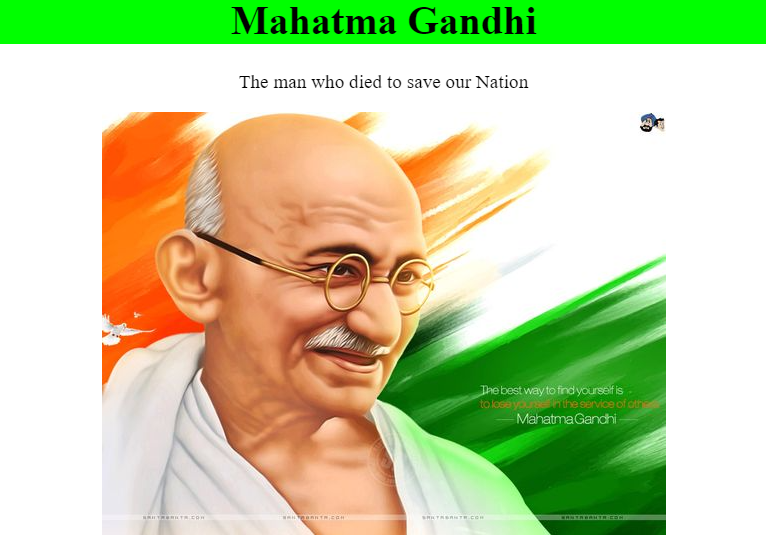 Mahatma Gandhi
The man who died to save our Nation
The best way to find yourself is
to lose yourself in the service of others
Mahatma Gandhi
SANTABANTA.COM SANTABANTA.COM SANTABANTA.COM SANTABANTA.COM